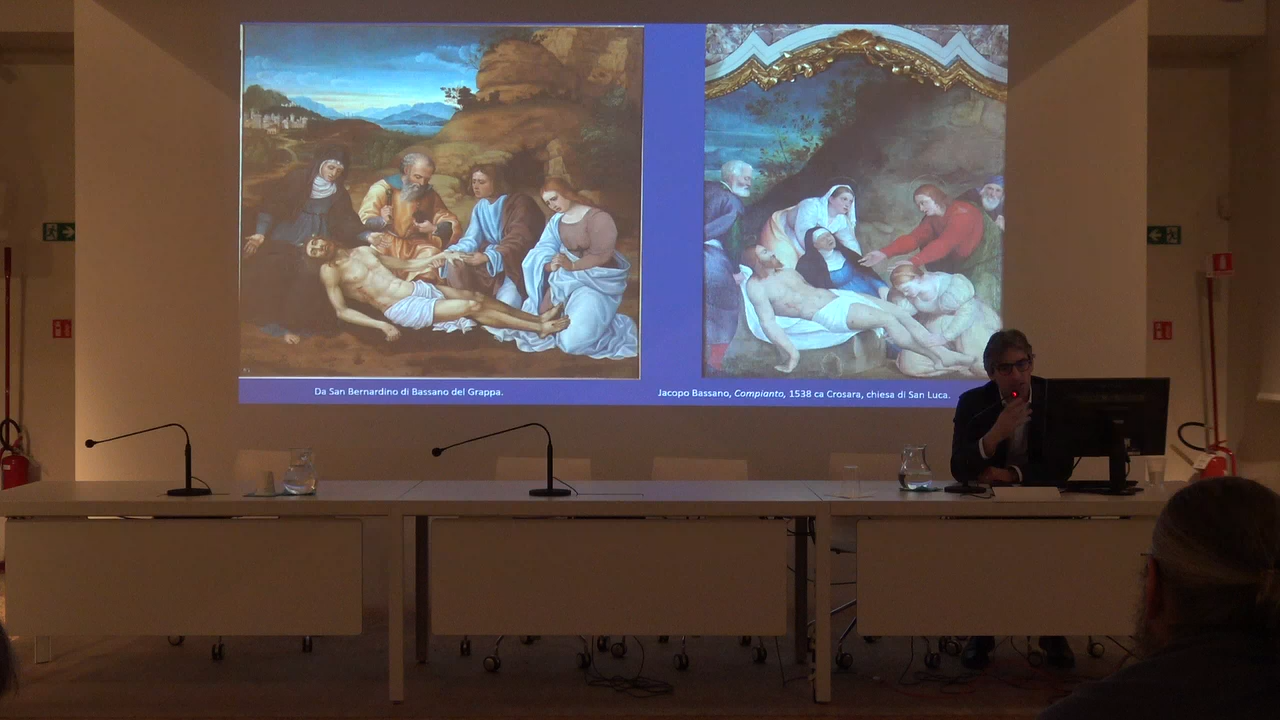 Da San Bernardino di Bassano del Grappa.
Jacopo Bassano, Compianto, 1538 ca Crosara, chiesa di San Luca.